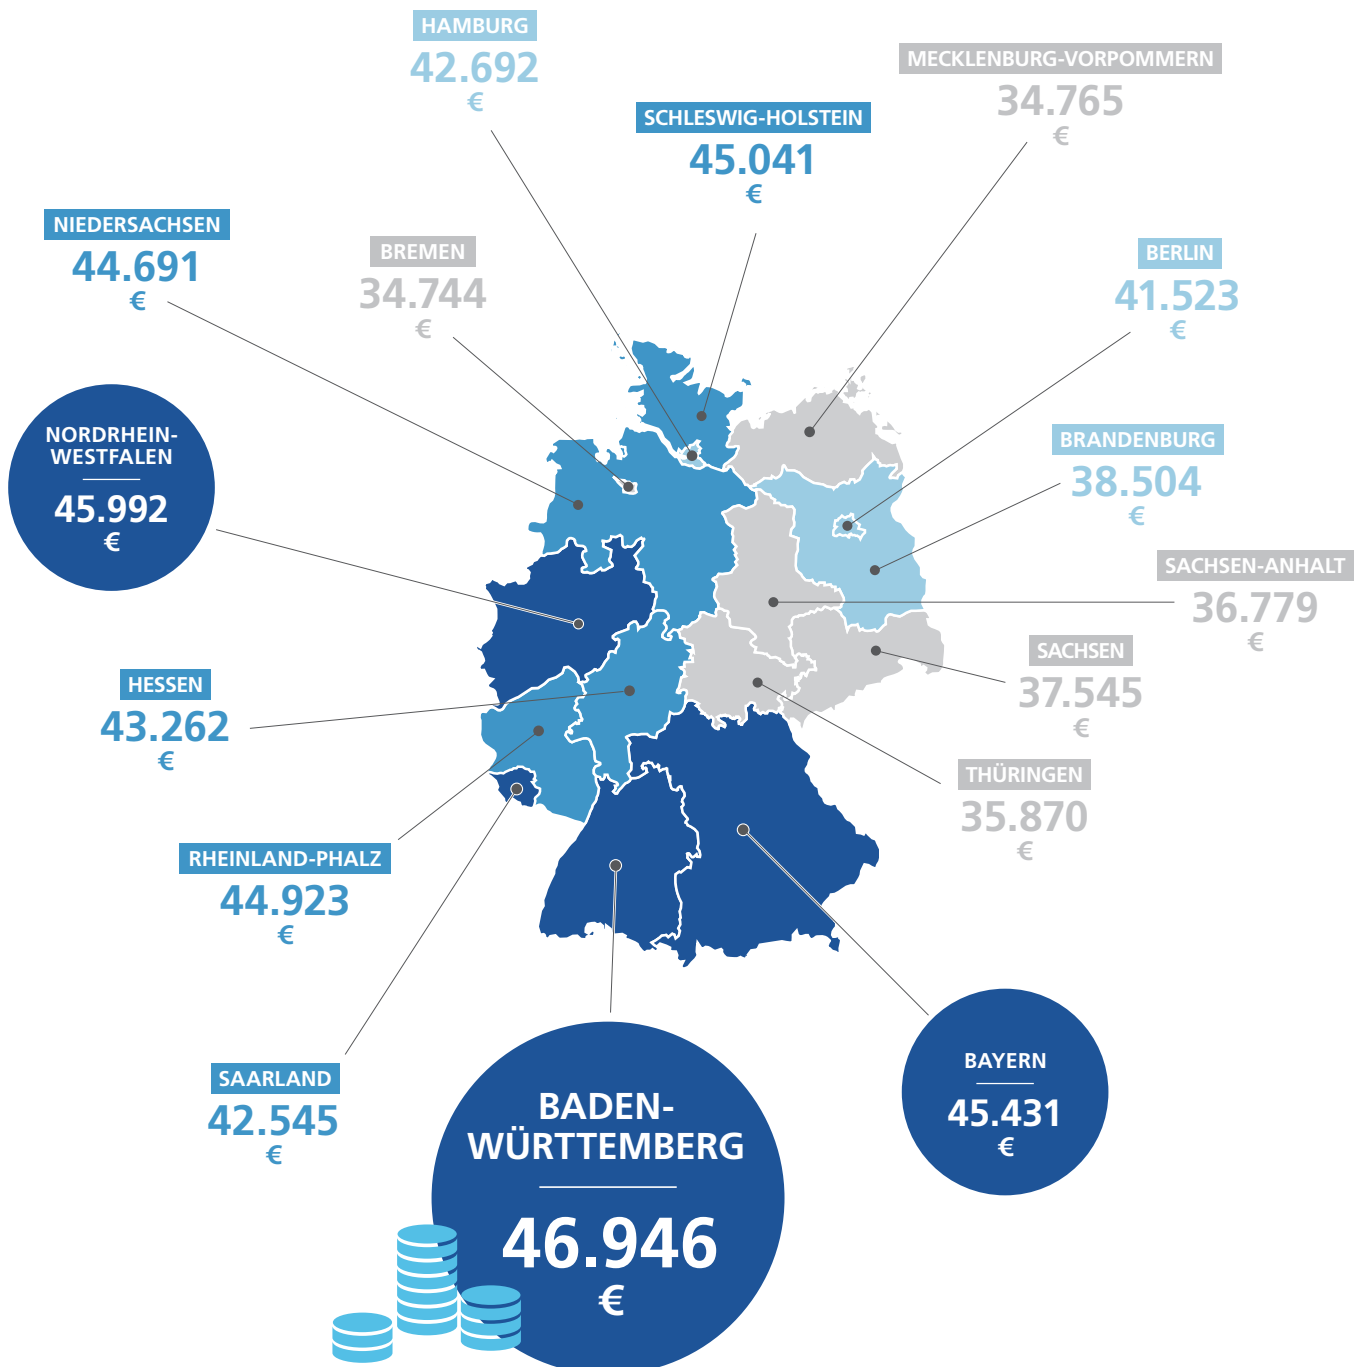 HAMBURG
42.692
€
MECKLENBURG-VORPOMMERN
34.765
€
SCHLESWIG-HOLSTEIN
45.041
€
NIEDERSACHSEN
44.691
€
BREMEN
34.744
€
BERLIN
41.523
€
NORDRHEIN-
WESTFALEN
45.992
€
BRANDENBURG
38.504
€
SACHSEN-ANHALT
36.779
€
SACHSEN
37.545
€
HESSEN
43.262
€
THÜRINGEN
35.870
€
RHEINLAND-PHALZ
44.923
€
SAARLAND
42.545
€
BADEN-
WÜRTTEMBERG
46.946
€
BAYERN
45.431
€